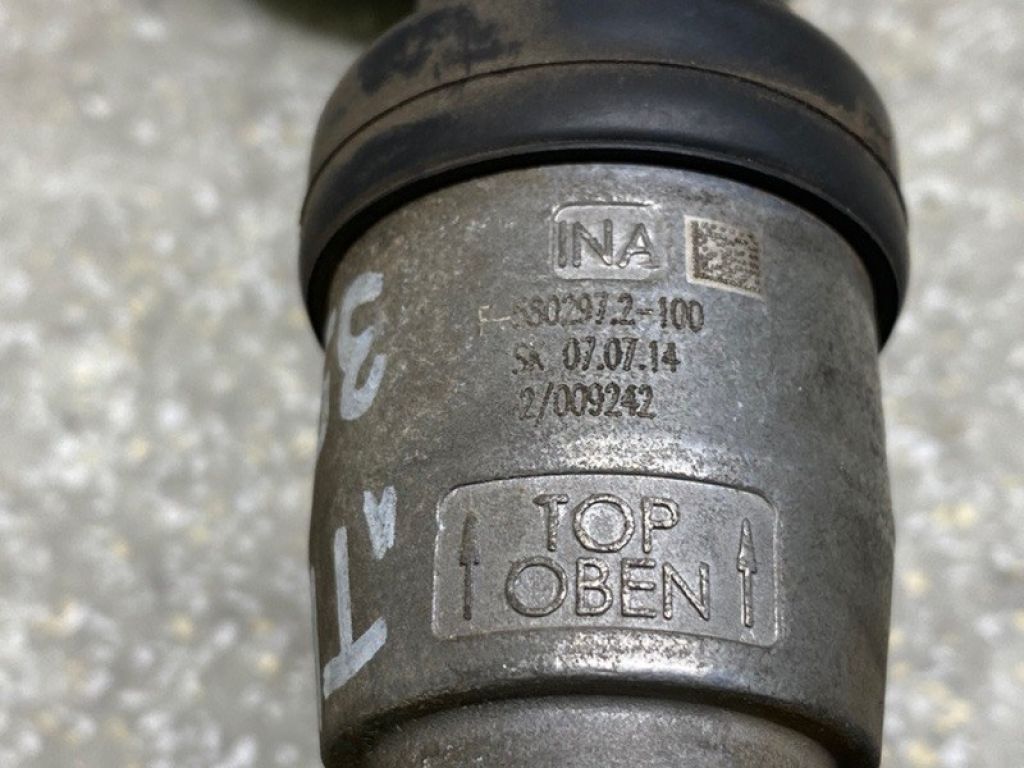 INA
F-580297.2-100
SK 07.07.14
2/009242
TOP
OBEN